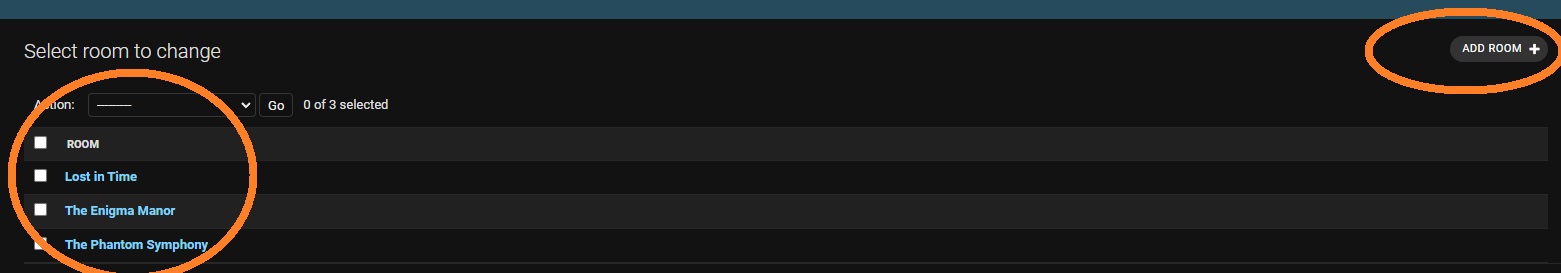 Select room to change
ADD ROOM +
Action: --------- Go 0 of 3 selected
ROOM
Lost in Time
The Enigma Manor
The Phantom Symphony